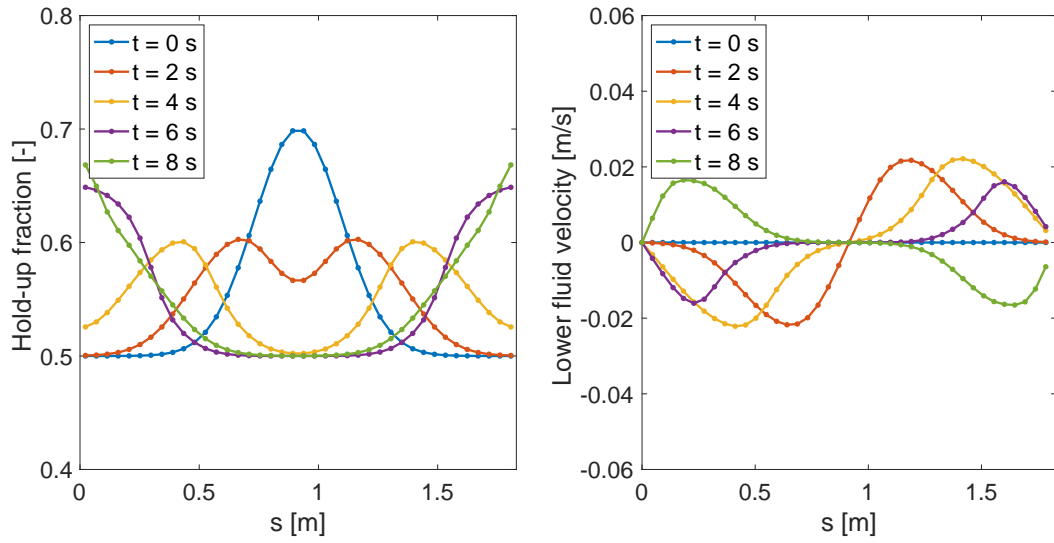 0.8
0.7
0.6
0.5
0.4
Hold-up fraction [-]
t = 0 s
t = 2 s
t = 4 s
t = 6 s
t = 8 s
0
0.5
1
1.5
s [m]
0.06
0.04
0.02
0
-0.02
-0.04
-0.06
Lower fluid velocity [m/s]
t = 0 s
t = 2 s
t = 4 s
t = 6 s
t = 8 s
0
0.5
1
1.5
s [m]